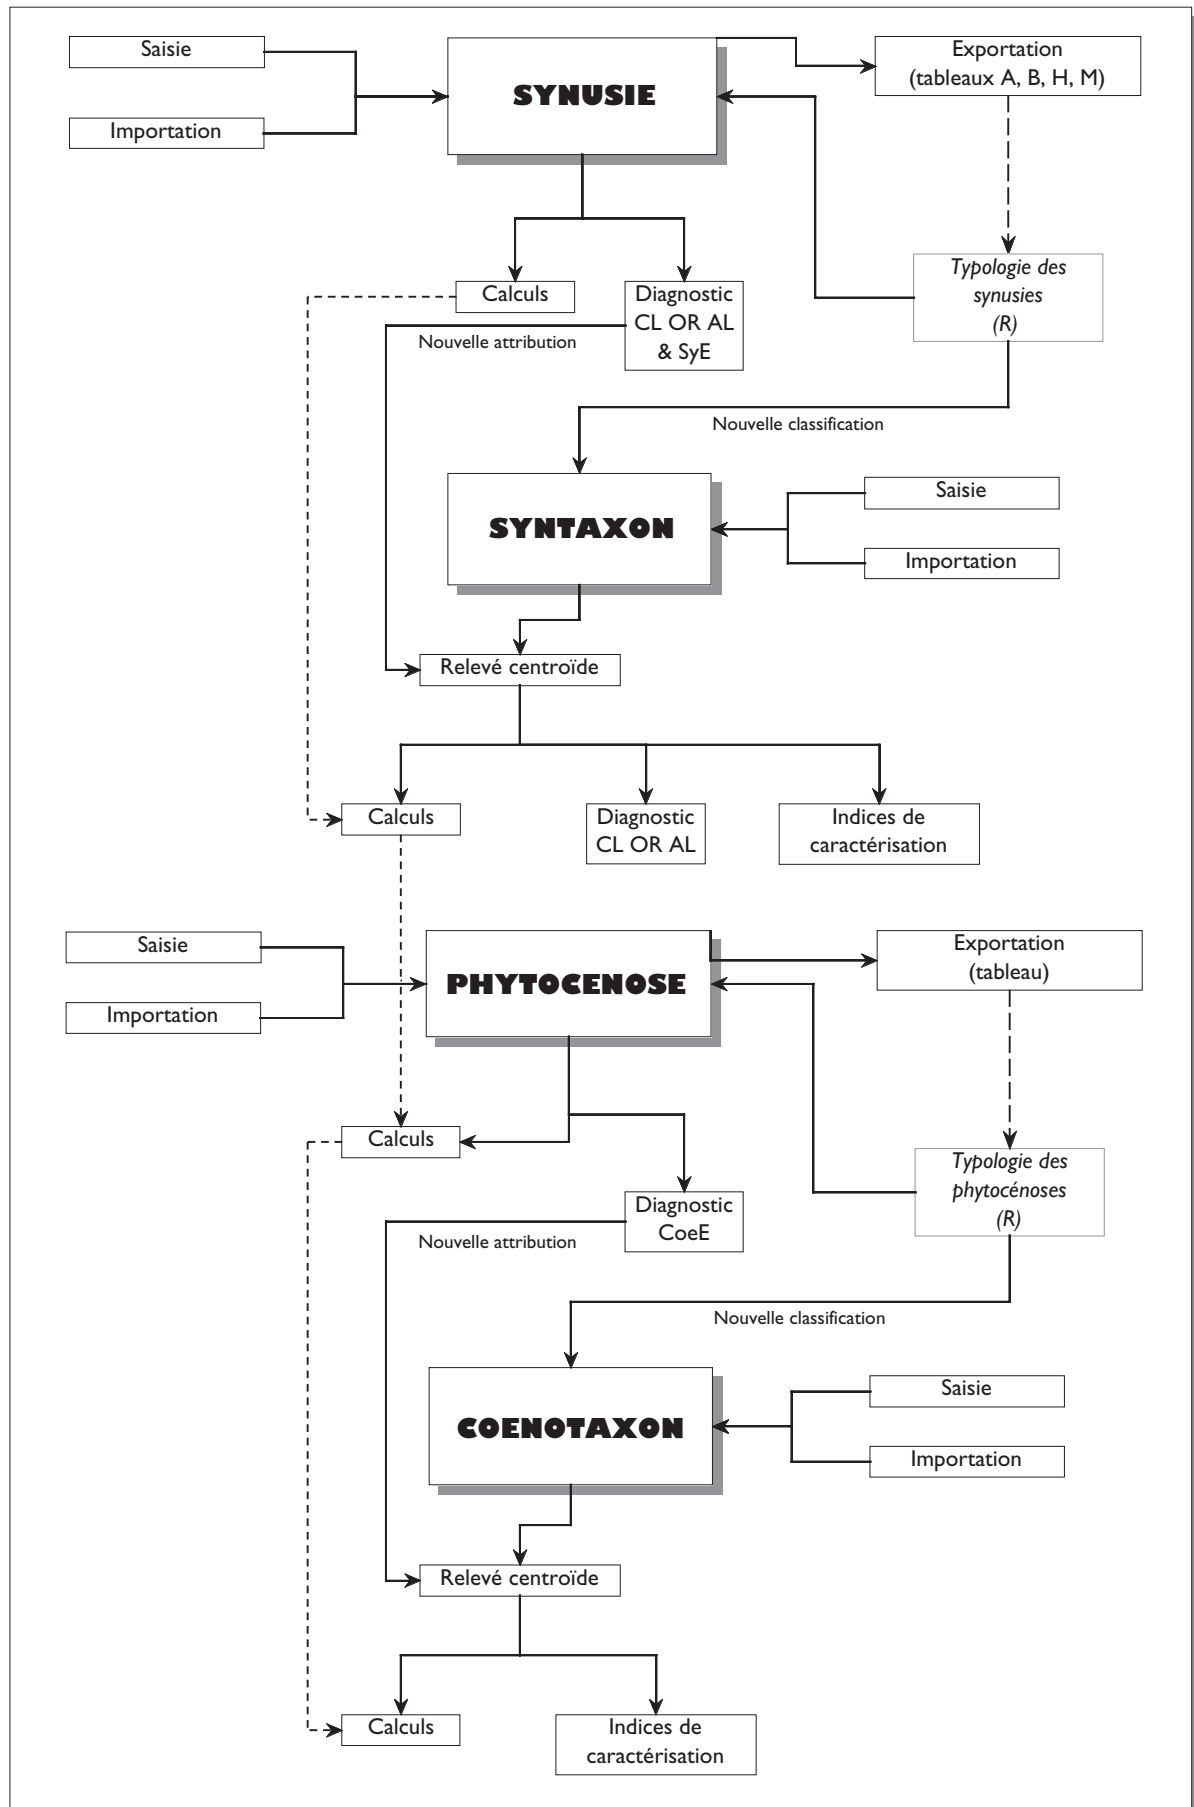 Saisie
Importation
SYNUSIE
Exportation
(tableaux A, B, H, M)
Typologie des
synusies
(R)
Calculs
Diagnostic
CL OR AL
& SyE
Nouvelle attribution
Nouvelle classification
SYNTAXON
Saisie
Importation
Relevé centroïde
Calculs
Diagnostic
CL OR AL
Indices de
caractérisation
Saisie
Importation
PHYTOCENOSE
Exportation
(tableau)
Calculs
Typologie des
phytocénoses
(R)
Diagnostic
CoeE
Nouvelle attribution
Nouvelle classification
COENOTAXON
Saisie
Importation
Relevé centroïde
Calculs
Indices de
caractérisation